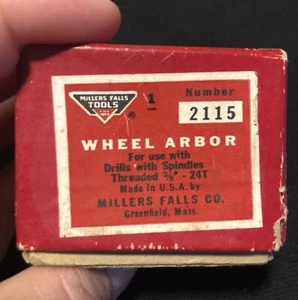 MILLERS FALLS
TOOLS
1
Number
2115
WHEEL ARBOR
For use with
Drills with Spindles
Threaded 3/8" - 24T
Made in U.S.A. by
MILLERS FALLS CO.
Greenfield, Mass.